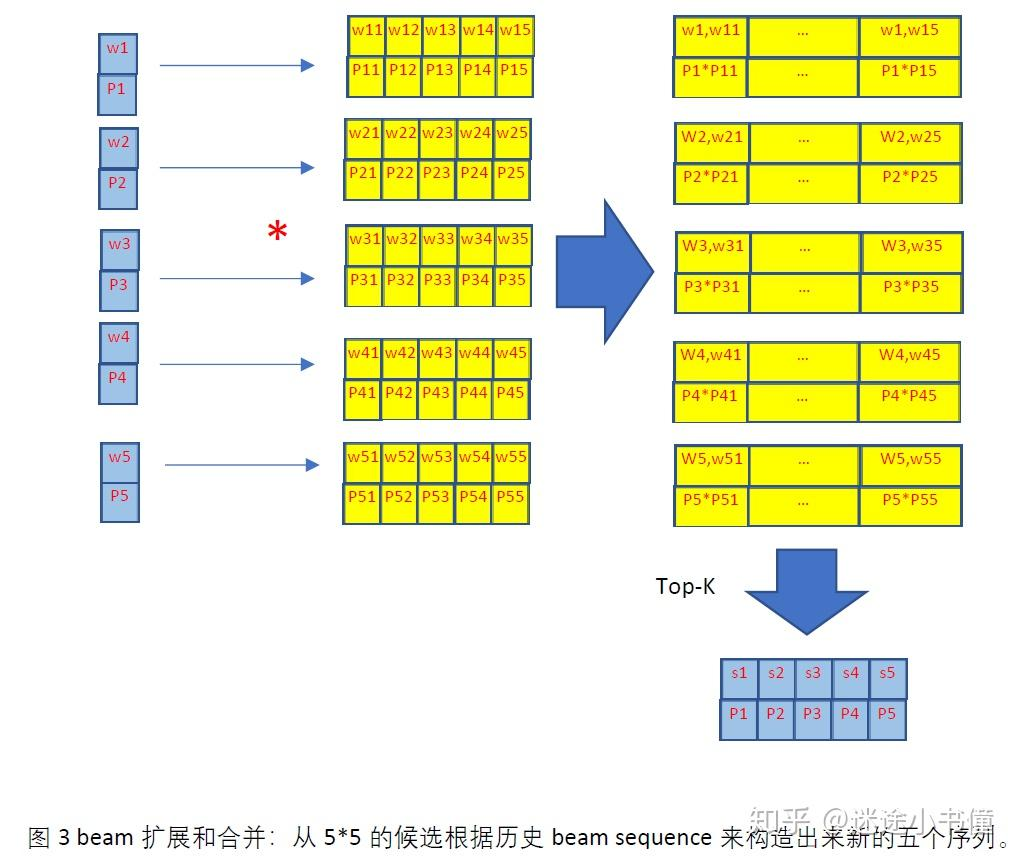 w1
P1
w11 w12 w13 w14 w15
P11 P12 P13 P14 P15
w1,w11 ... w1,w15
P1*P11 ... P1*P15
w2
P2
w21 w22 w23 w24 w25
P21 P22 P23 P24 P25
W2,w21 ... W2,w25
P2*P21 ... P2*P25
w3
P3
*
w31 w32 w33 w34 w35
P31 P32 P33 P34 P35
W3,w31 ... W3,w35
P3*P31 ... P3*P35
w4
P4
w41 w42 w43 w44 w45
P41 P42 P43 P44 P45
W4,w41 ... W4,w45
P4*P41 ... P4*P45
w5
P5
w51 w52 w53 w54 w55
P51 P52 P53 P54 P55
W5,w51 ... W5,w55
P5*P51 ... P5*P55
Top-K
s1 s2 s3 s4 s5
P1 P2 P3 P4 P5
知乎 @迷途小书僮
图 3 beam 扩展和合并：从 5*5 的候选根据历史 beam sequence 来构造出来新的五个序列。